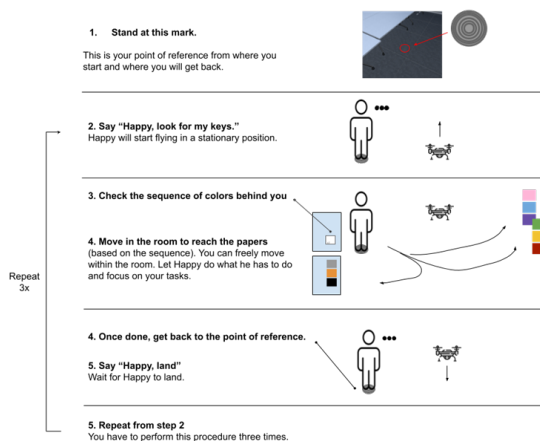 1. Stand at this mark.
This is your point of reference from where you
start and where you will get back.
2. Say “Happy, look for my keys.”
Happy will start flying in a stationary position.
3. Check the sequence of colors behind you
4. Move in the room to reach the papers
(based on the sequence). You can freely move
within the room. Let Happy do what he has to do
and focus on your tasks.
Repeat
3x
4. Once done, get back to the point of reference.
5. Say “Happy, land”
Wait for Happy to land.
5. Repeat from step 2
You have to perform this procedure three times.